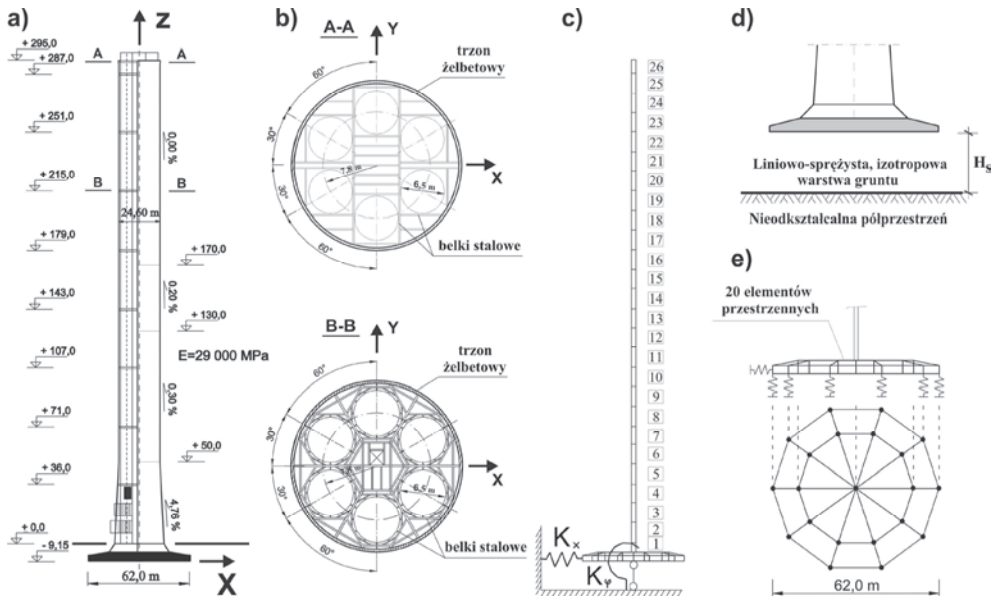 a)
Z
+ 295,0
+ 287,0
A
A
+ 251,0
0,00 %
+ 215,0
B
B
24,60 m
+ 179,0
+ 170,0
+ 143,0
0,20 %
+ 130,0
E=29 000 MPa
+ 107,0
0,30 %
+ 71,0
+ 50,0
+ 36,0
4,76 %
+ 0,0
- 9,15
X
62,0 m
b)
A-A
Y
trzon
żelbetowy
60°
30°
7,8 m
X
30°
6,5 m
60°
belki stalowe
B-B
Y
trzon
żelbetowy
60°
30°
X
30°
6,5 m
60°
belki stalowe
c)
26
25
24
23
22
21
20
19
18
17
16
15
14
13
12
11
10
9
8
7
6
5
4
3
2
1
Kx
Kφ
d)
Hs
Liniowo-sprężysta, izotropowa
warstwa gruntu
Nieodkształcalna półprzestrzeń
e)
20 elementów
przestrzennych
62,0 m